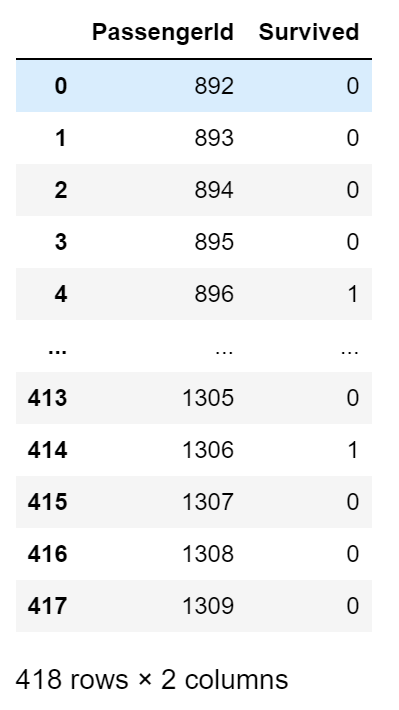 PassengerId Survived
0 892 0
1 893 0
2 894 0
3 895 0
4 896 1
... ... ...
413 1305 0
414 1306 1
415 1307 0
416 1308 0
417 1309 0
418 rows × 2 columns